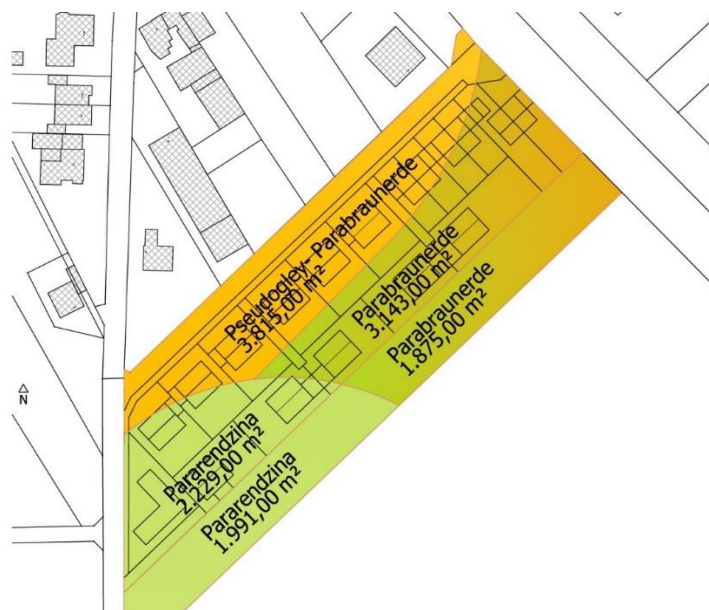 Pseudogley- Parabraunerde
3.815,00 m²
Parabraunerde
3.143,00 m²
Parabraunerde
1.875,00 m²
N
Pararendzina
2.229,00 m²
Pararendzina
1.991,00 m²